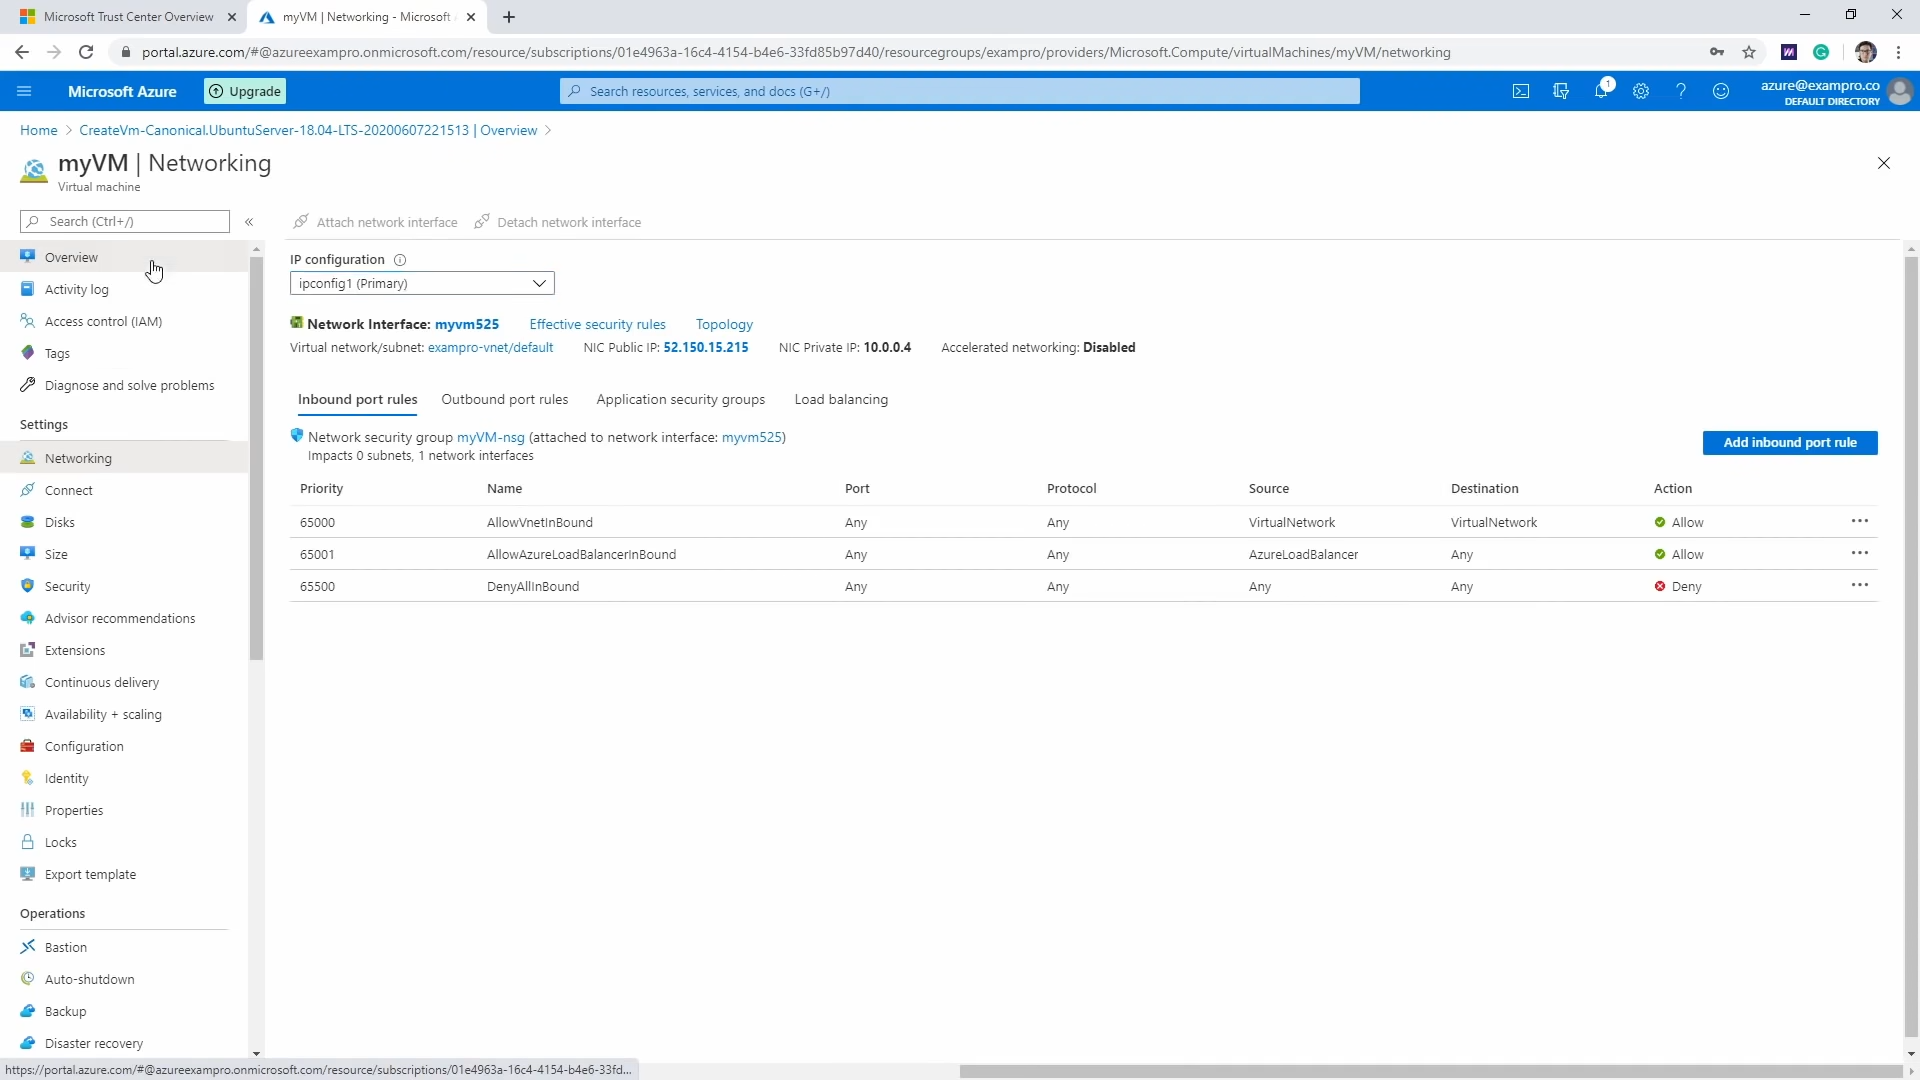 Microsoft Trust Center Overview
myVM | Networking - Microsoft A
portal.azure.com/#@azureexampro.onmicrosoft.com/resource/subscriptions/01e4963a-16c4-4154-b4e6-33fd85b97d40/resourcegroups/exampro/providers/Microsoft.Compute/virtualMachines/myVM/networking
Microsoft Azure
Upgrade
Search resources, services, and docs (G+/)
1
azure@exampro.co
DEFAULT DIRECTORY
Home > CreateVm-Canonical.UbuntuServer-18.04-LTS-20200607221513 | Overview >
myVM | Networking
Virtual machine
Search (Ctrl+/)
«
Attach network interface
Detach network interface
Overview
Activity log
Access control (IAM)
Tags
Diagnose and solve problems
Settings
Networking
Connect
Disks
Size
Security
Advisor recommendations
Extensions
Continuous delivery
Availability + scaling
Configuration
Identity
Properties
Locks
Export template
Operations
Bastion
Auto-shutdown
Backup
Disaster recovery
IP configuration
ipconfig1 (Primary)
Network Interface: myvm525 Effective security rules Topology
Virtual network/subnet: exampro-vnet/default NIC Public IP: 52.150.15.215 NIC Private IP: 10.0.0.4 Accelerated networking: Disabled
Inbound port rules Outbound port rules Application security groups Load balancing
Network security group myVM-nsg (attached to network interface: myvm525)
Impacts 0 subnets, 1 network interfaces
Add inbound port rule
Priority Name Port Protocol Source Destination Action
65000 AllowVnetInBound Any Any VirtualNetwork VirtualNetwork Allow ...
65001 AllowAzureLoadBalancerInBound Any Any AzureLoadBalancer Any Allow ...
65500 DenyAllInBound Any Any Any Any Deny ...
https://portal.azure.com/#@azureexampro.onmicrosoft.com/resource/subscriptions/01e4963a-16c4-4154-b4e6-33fd...